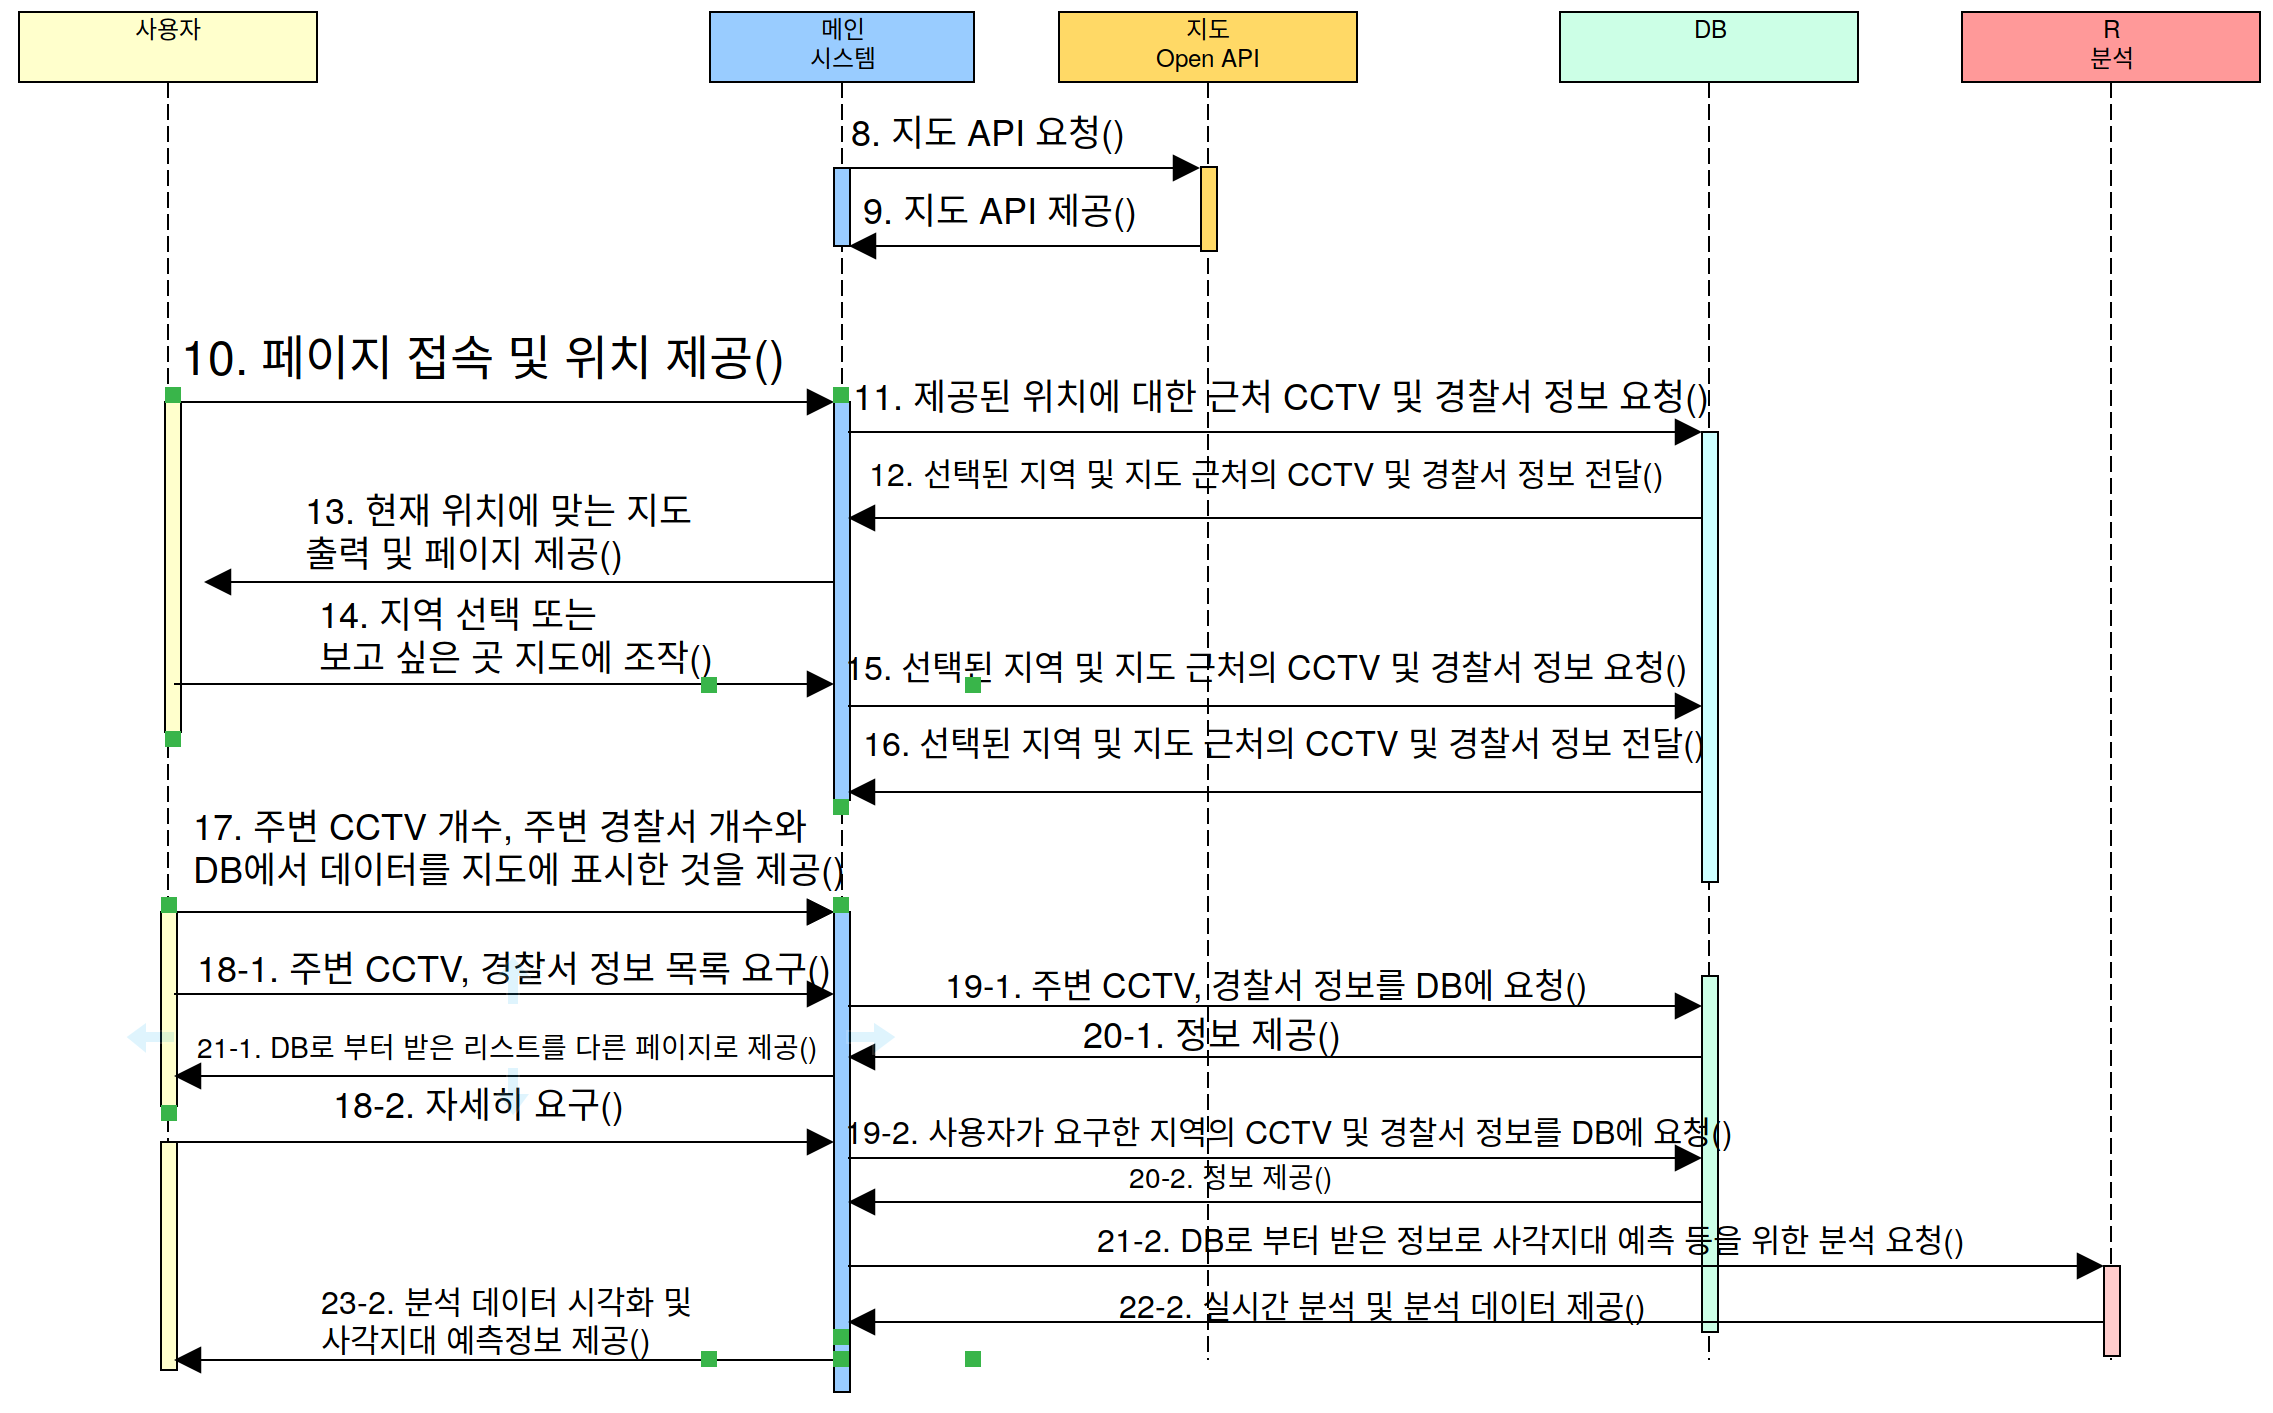 사용자
메인
시스템
지도
Open API
DB
R
분석
8. 지도 API 요청()
9. 지도 API 제공()
10. 페이지 접속 및 위치 제공()
11. 제공된 위치에 대한 근처 CCTV 및 경찰서 정보 요청()
12. 선택된 지역 및 지도 근처의 CCTV 및 경찰서 정보 전달()
13. 현재 위치에 맞는 지도
출력 및 페이지 제공()
14. 지역 선택 또는
보고 싶은 곳 지도에 조작()
15. 선택된 지역 및 지도 근처의 CCTV 및 경찰서 정보 요청()
16. 선택된 지역 및 지도 근처의 CCTV 및 경찰서 정보 전달()
17. 주변 CCTV 개수, 주변 경찰서 개수와
DB에서 데이터를 지도에 표시한 것을 제공()
18-1. 주변 CCTV, 경찰서 정보 목록 요구()
19-1. 주변 CCTV, 경찰서 정보를 DB에 요청()
20-1. 정보 제공()
21-1. DB로 부터 받은 리스트를 다른 페이지로 제공()
18-2. 자세히 요구()
19-2. 사용자가 요구한 지역의 CCTV 및 경찰서 정보를 DB에 요청()
20-2. 정보 제공()
21-2. DB로 부터 받은 정보로 사각지대 예측 등을 위한 분석 요청()
22-2. 실시간 분석 및 분석 데이터 제공()
23-2. 분석 데이터 시각화 및
사각지대 예측정보 제공()